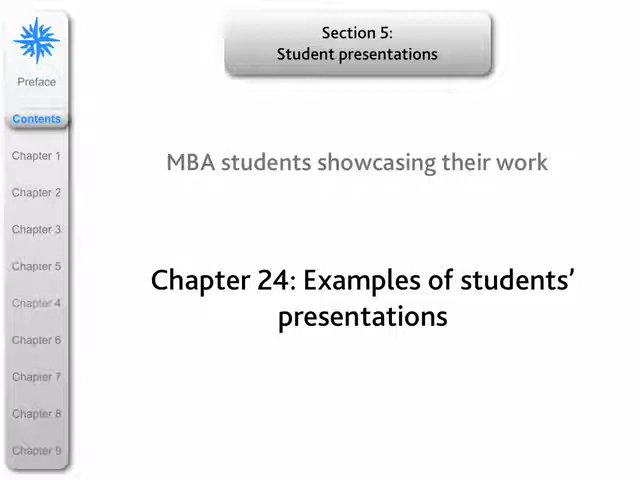 Section 5:
Student presentations
Preface
Contents
Chapter 1
Chapter 2
Chapter 3
Chapter 5
Chapter 4
Chapter 6
Chapter 7
Chapter 8
Chapter 9
MBA students showcasing their work
Chapter 24: Examples of students’
presentations